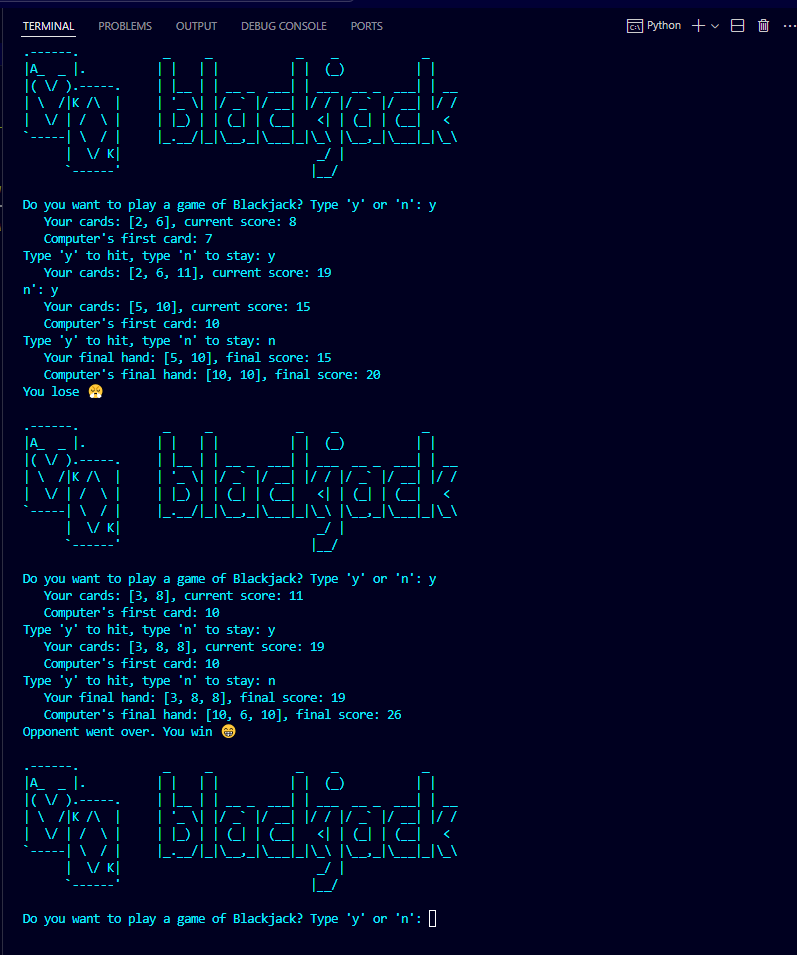 TERMINAL PROBLEMS OUTPUT DEBUG CONSOLE PORTS Python
.------.            _     _            _    _            _
|A_  _ |.          | |   | |          | |  (_)          | |
|( \/ ).-----.     | |__ | | __ _  ___| | ___  __ _  ___| | __
| \  /|K /\  |     | '_ \| |/ _` |/ __| |/ / |/ _` |/ __| |/ /
|  \/ | /  \ |     | |_) | | (_| | (__|   <| | (_| | (__|   <
`-----| \  / |     |_.__/|_|\__,_|\___|_|\_\ |\__,_|\___|_|\_\
      |  \/ K|                            _/ |
      `------'                           |__/
Do you want to play a game of Blackjack? Type 'y' or 'n': y
   Your cards: [2, 6], current score: 8
   Computer's first card: 7
Type 'y' to hit, type 'n' to stay: y
   Your cards: [2, 6, 11], current score: 19
n': y
   Your cards: [5, 10], current score: 15
   Computer's first card: 10
Type 'y' to hit, type 'n' to stay: n
   Your final hand: [5, 10], final score: 15
   Computer's final hand: [10, 10], final score: 20
You lose 😤
.------.            _     _            _    _            _
|A_  _ |.          | |   | |          | |  (_)          | |
|( \/ ).-----.     | |__ | | __ _  ___| | ___  __ _  ___| | __
| \  /|K /\  |     | '_ \| |/ _` |/ __| |/ / |/ _` |/ __| |/ /
|  \/ | /  \ |     | |_) | | (_| | (__|   <| | (_| | (__|   <
`-----| \  / |     |_.__/|_|\__,_|\___|_|\_\ |\__,_|\___|_|\_\
      |  \/ K|                            _/ |
      `------'                           |__/
Do you want to play a game of Blackjack? Type 'y' or 'n': y
   Your cards: [3, 8], current score: 11
   Computer's first card: 10
Type 'y' to hit, type 'n' to stay: y
   Your cards: [3, 8, 8], current score: 19
   Computer's first card: 10
Type 'y' to hit, type 'n' to stay: n
   Your final hand: [3, 8, 8], final score: 19
   Computer's final hand: [10, 6, 10], final score: 26
Opponent went over. You win 😁
.------.            _     _            _    _            _
|A_  _ |.          | |   | |          | |  (_)          | |
|( \/ ).-----.     | |__ | | __ _  ___| | ___  __ _  ___| | __
| \  /|K /\  |     | '_ \| |/ _` |/ __| |/ / |/ _` |/ __| |/ /
|  \/ | /  \ |     | |_) | | (_| | (__|   <| | (_| | (__|   <
`-----| \  / |     |_.__/|_|\__,_|\___|_|\_\ |\__,_|\___|_|\_\
      |  \/ K|                            _/ |
      `------'                           |__/
Do you want to play a game of Blackjack? Type 'y' or 'n':